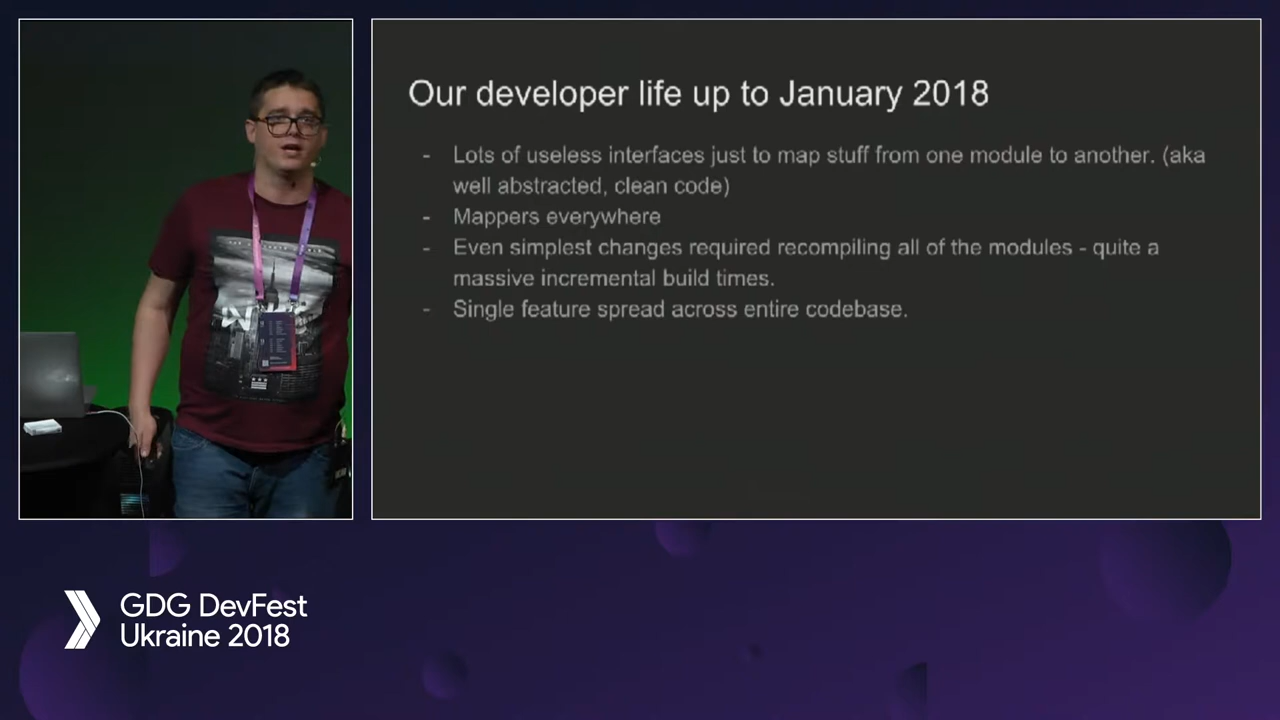 Our developer life up to January 2018
- Lots of useless interfaces just to map stuff from one module to another. (aka
well abstracted, clean code)
- Mappers everywhere
- Even simplest changes required recompiling all of the modules - quite a
massive incremental build times.
- Single feature spread across entire codebase.
GDG DevFest
Ukraine 2018